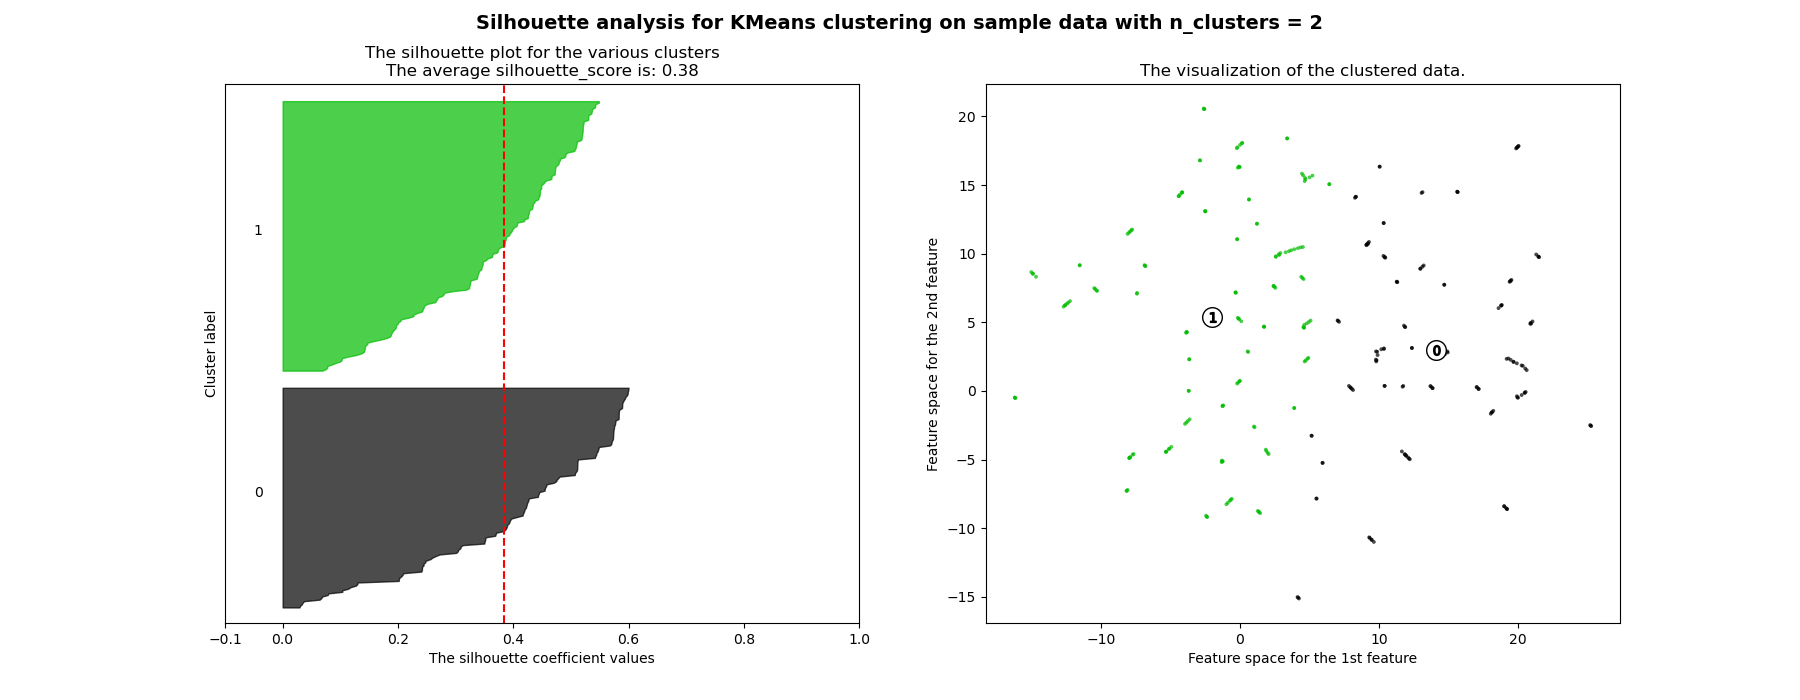 Silhouette analysis for KMeans clustering on sample data with n_clusters = 2
The silhouette plot for the various clusters
The average silhouette_score is: 0.38
Cluster label
1
0
−0.1 0.0 0.2 0.4 0.6 0.8 1.0
The silhouette coefficient values
The visualization of the clustered data.
Feature space for the 2nd feature
20
15
10
5
0
−5
−10
−15
1
0
−10 0 10 20
Feature space for the 1st feature